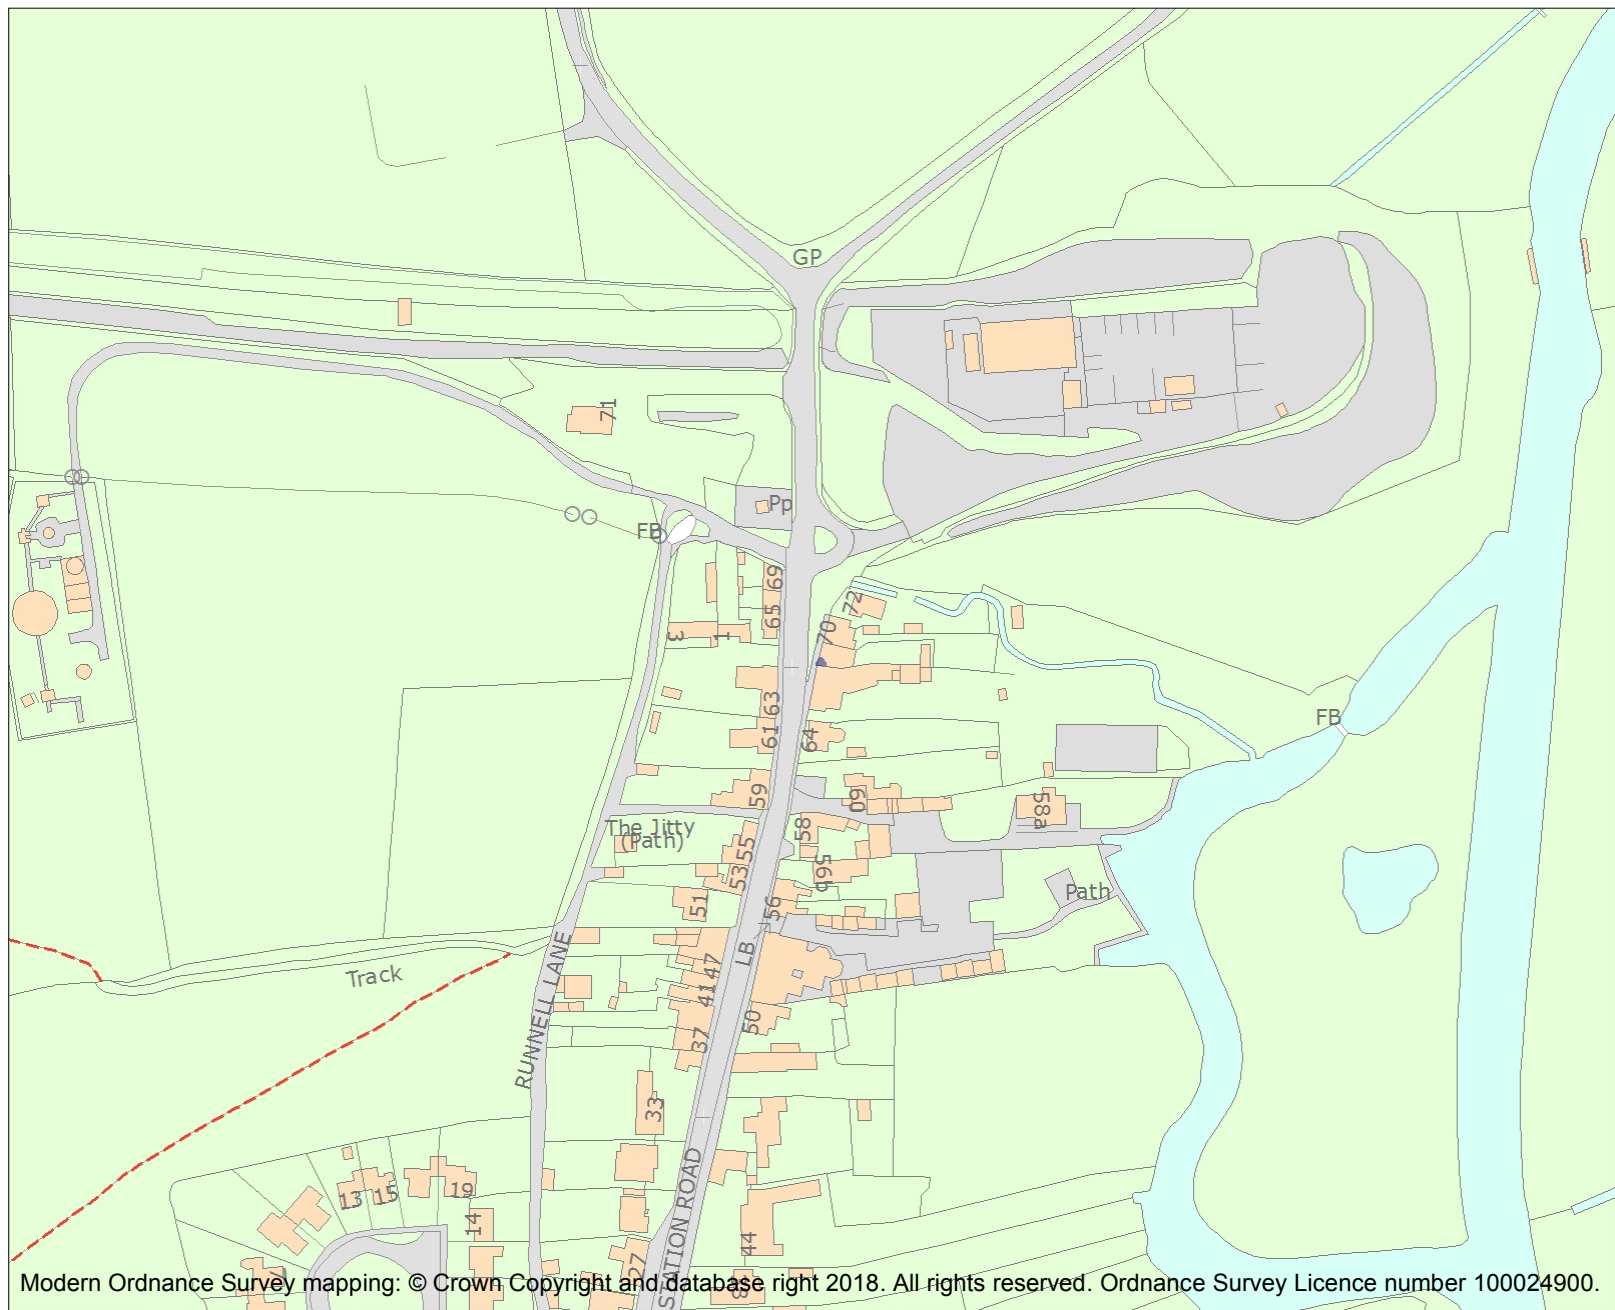 GP
71
Pp
FB
69
65
3
1
72
70
63
61
64
FB
59
60
58a
The Jitty
(Path)
55
53
58
56b
51
56
Path
47
41
LB
Track
RUNNELL LANE
37
50
33
13
15
19
14
STATION ROAD
44
27
Modern Ordnance Survey mapping: © Crown Copyright and database right 2018. All rights reserved. Ordnance Survey Licence number 100024900.